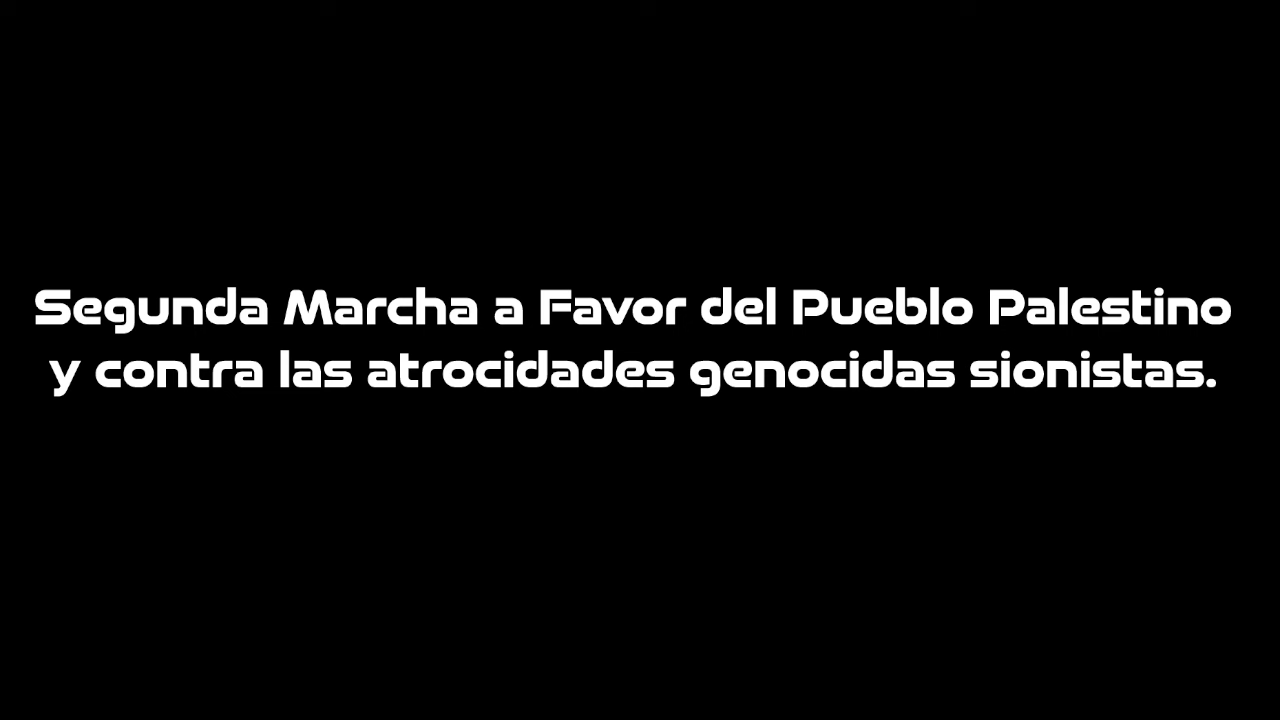 Segunda Marcha a Favor del Pueblo Palestino
y contra las atrocidades genocidas sionistas.